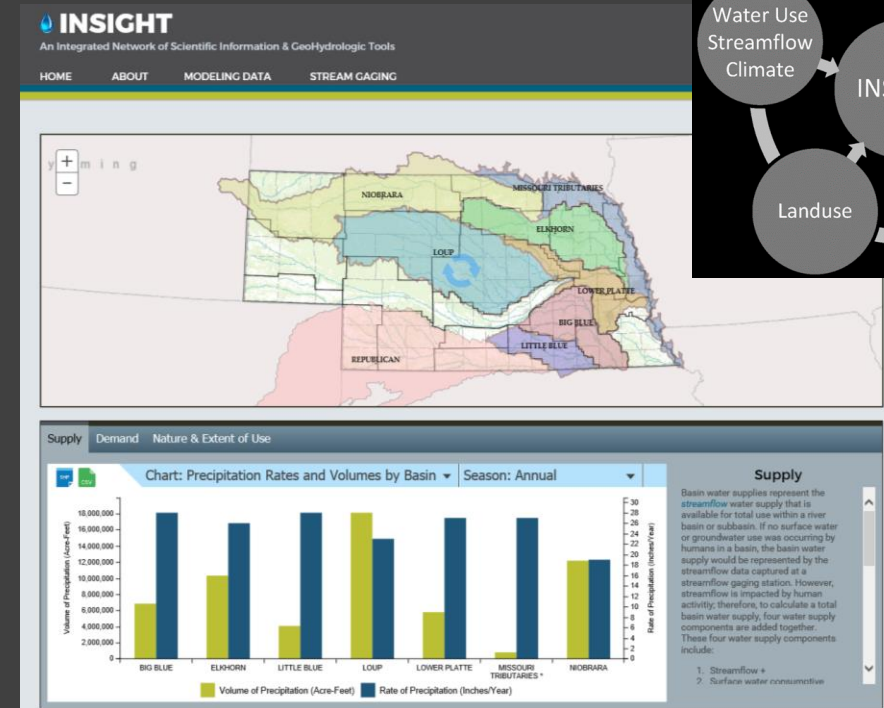 INSIGHT
An Integrated Network of Scientific Information & GeoHydrologic Tools
HOME ABOUT MODELING DATA STREAM GAGING
Water Use
Streamflow
Climate
Landuse
yoming
+
−
NIOBRARA
MISSOURI TRIBUTARIES
ELKHORN
LOUP
LOWER PLATTE
BIG BLUE
LITTLE BLUE
REPUBLICAN
Supply Demand Nature & Extent of Use
CSV
Chart: Precipitation Rates and Volumes by Basin Season: Annual
Volume of Precipitation (Acre-Feet)
18,000,000
16,000,000
14,000,000
12,000,000
10,000,000
8,000,000
6,000,000
4,000,000
2,000,000
0
30
28
26
24
22
20
18
16
14
12
10
8
6
4
2
0
Rate of Precipitation (Inches/Year)
BIG BLUE ELKHORN LITTLE BLUE LOUP LOWER PLATTE MISSOURI TRIBUTARIES * NIOBRARA
Volume of Precipitation (Acre-Feet) Rate of Precipitation (Inches/Year)
Supply
Basin water supplies represent the
streamflow water supply that is
available for total use within a river
basin or subbasin. If no surface water
or groundwater use was occurring by
humans in a basin, the basin water
supply would be represented by the
streamflow data captured at a
streamflow gaging station. However,
streamflow is impacted by human
activitiy; therefore, to calculate a total
basin water supply, four water supply
components are added together.
These four water supply components
include:
1. Streamflow +
2. Surface water consumptive